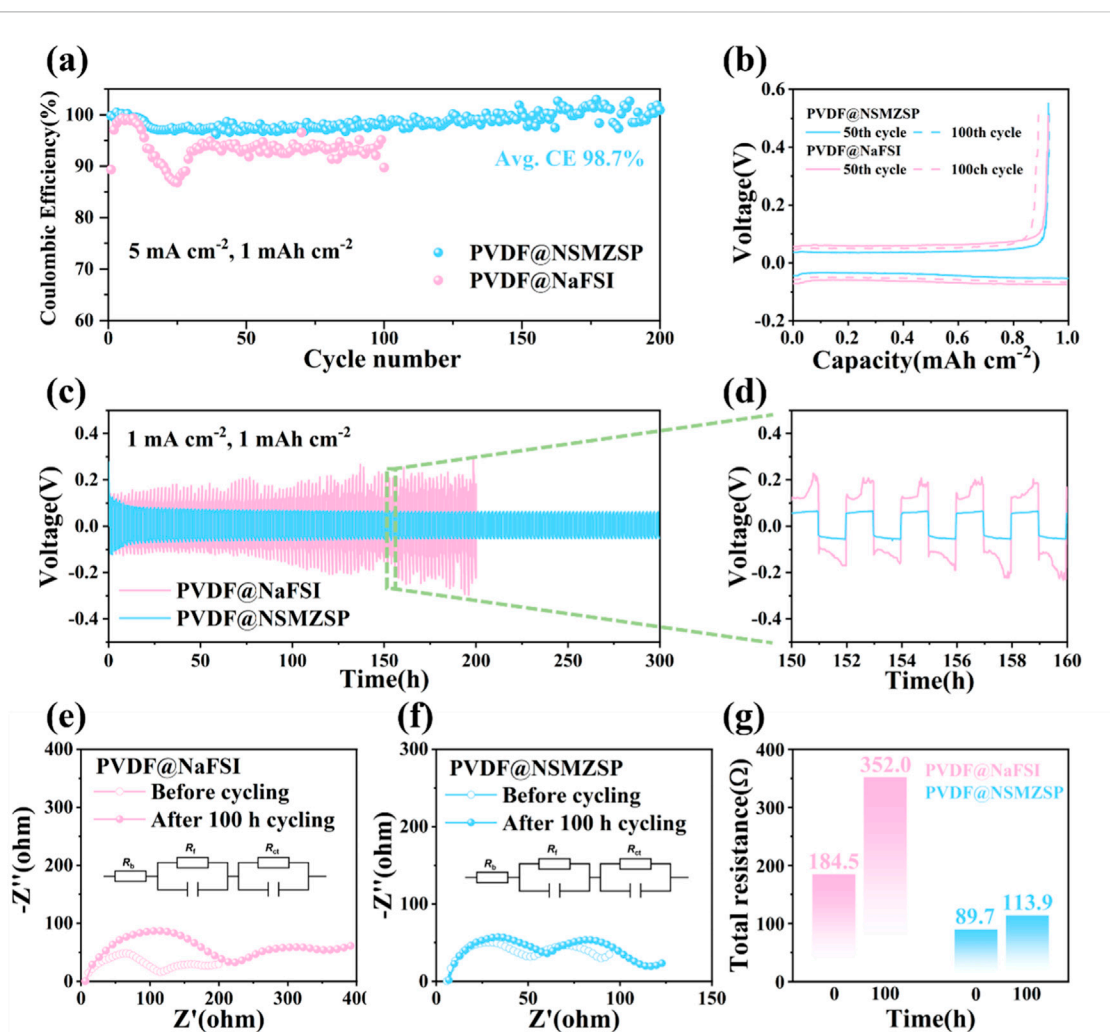 (a)
Coulombic Efficiency(%)
100
95
90
85
80
60
Avg. CE 98.7%
5 mA cm-2, 1 mAh cm-2
PVDF@NSMZSP
PVDF@NaFSI
0 25 50 75 100 150 200
Cycle number
(b)
Voltage(V)
0.6
0.3
0.0
-0.2
PVDF@NSMZSP
50th cycle 100th cycle
PVDF@NaFSI
50th cycle 100ch cycle
0.0 0.2 0.4 0.6 0.8 1.0
Capacity(mAh cm-2)
(c)
Voltage(V)
0.4
0.2
0.0
-0.2
-0.4
1 mA cm-2, 1 mAh cm-2
PVDF@NaFSI
PVDF@NSMZSP
0 50 100 150 200 250 300
Time(h)
(d)
Voltage(V)
0.4
0.2
0.0
-0.2
-0.4
150 152 154 156 158 160
Time(h)
(e)
-Z''(ohm)
400
300
200
100
0
PVDF@NaFSI
Before cycling
After 100 h cycling
Rb Rf Rct
0 100 200 300 400
Z'(ohm)
(f)
-Z''(ohm)
300
200
100
0
PVDF@NSMZSP
Before cycling
After 100 h cycling
Rb Rf Rct
0 50 100 150
Z'(ohm)
(g)
Total resistance(Ω)
400
300
200
100
0
352.0
184.5
113.9
89.7
PVDF@NaFSI
PVDF@NSMZSP
0 100 0 100
Time(h)